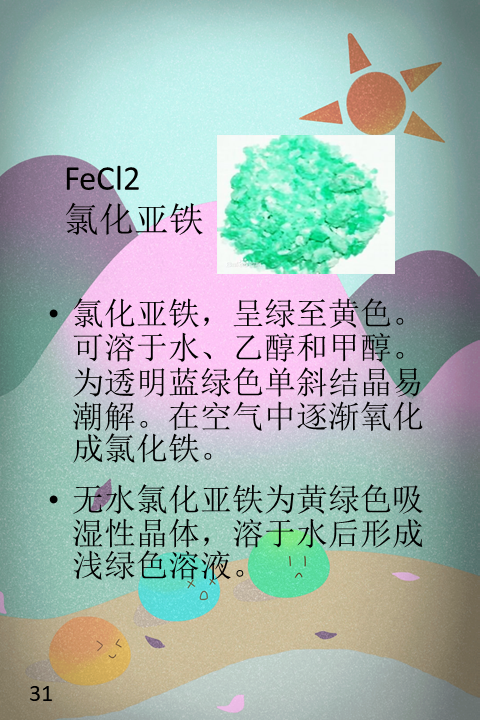 FeCl2
氯化亚铁
• 氯化亚铁，呈绿至黄色。
可溶于水、乙醇和甲醇。
为透明蓝绿色单斜结晶易
潮解。在空气中逐渐氧化
成氯化铁。
• 无水氯化亚铁为黄绿色吸
湿性晶体，溶于水后形成
浅绿色溶液。
31